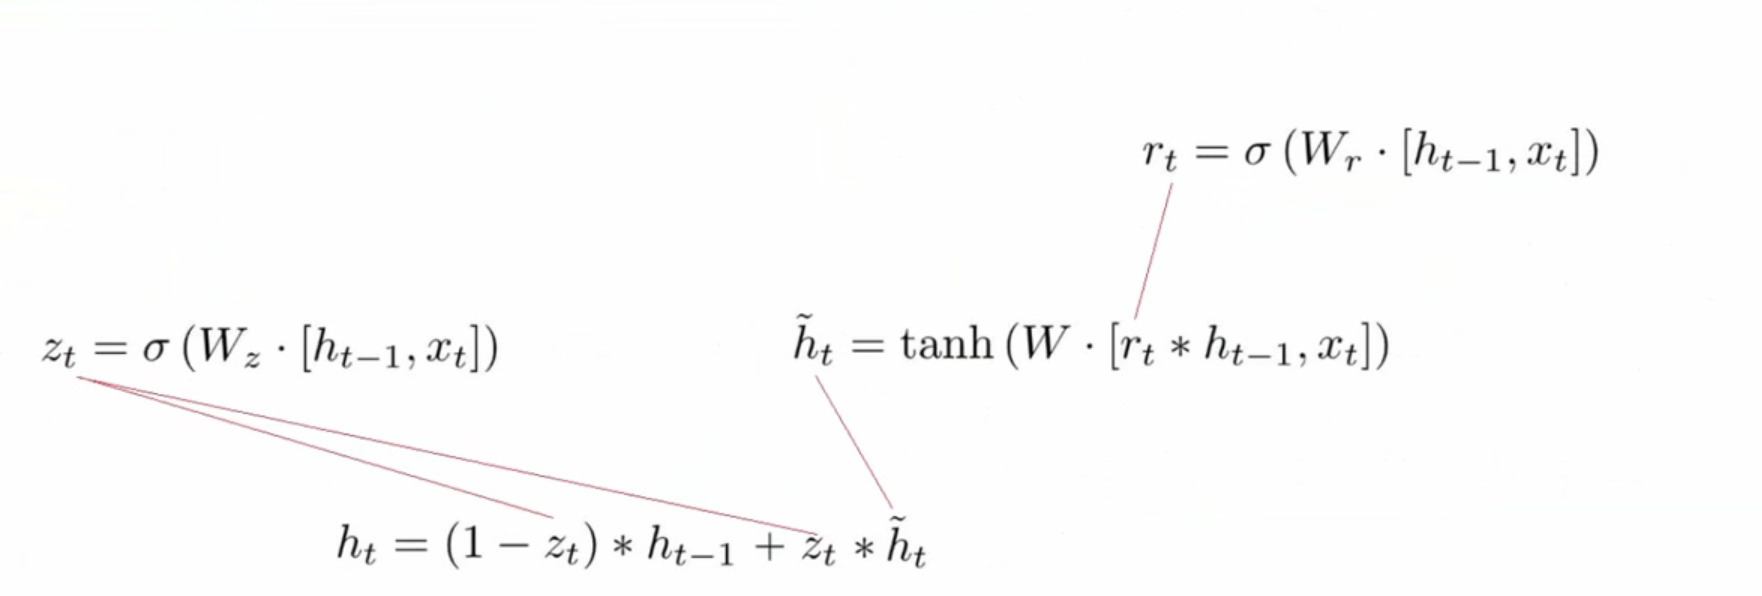 r_t = σ (W_r · [h_{t−1}, x_t])
z_t = σ (W_z · [h_{t−1}, x_t])
h̃_t = tanh (W · [r_t * h_{t−1}, x_t])
h_t = (1 − z_t) * h_{t−1} + z_t * h̃_t